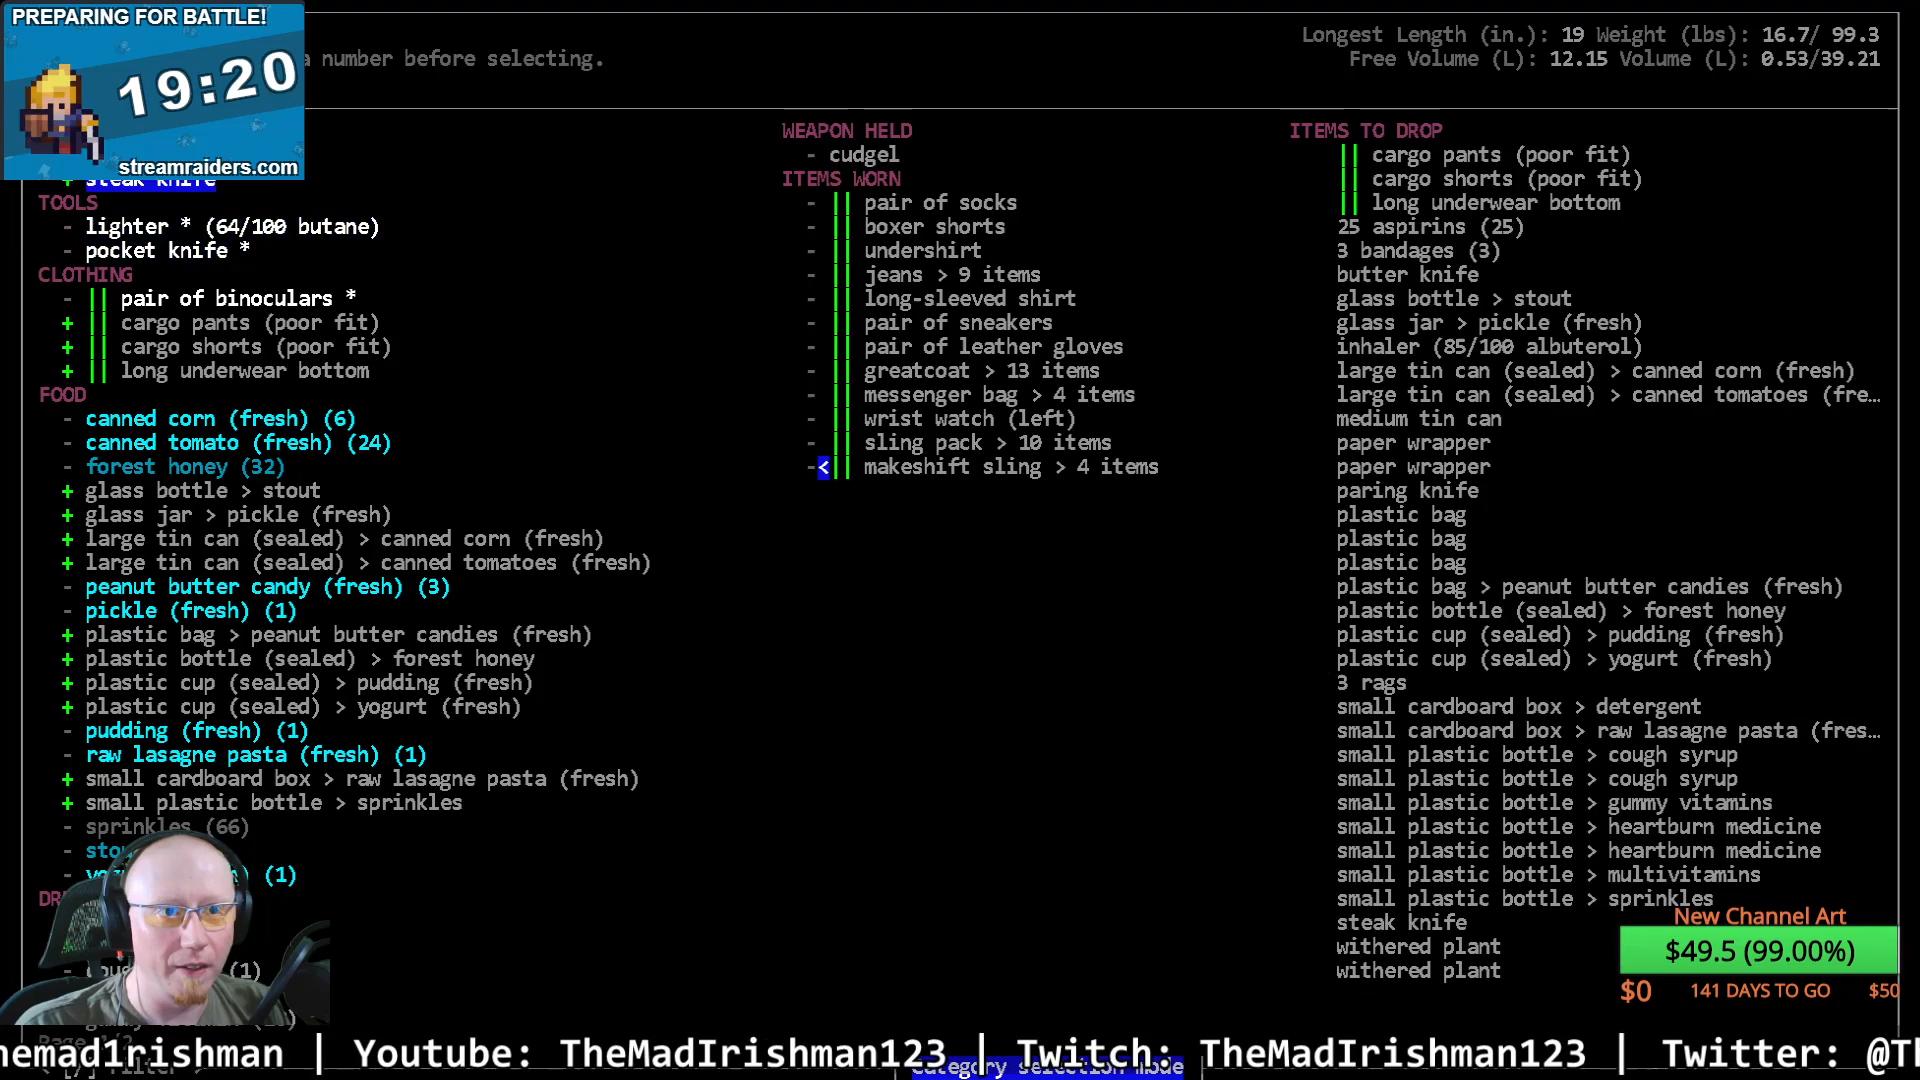 PREPARING FOR BATTLE!
19:20
streamraiders.com
a number before selecting.
Longest Length (in.): 19 Weight (lbs): 16.7/ 99.3
Free Volume (L): 12.15 Volume (L): 0.53/39.21
+ steak knife
TOOLS
- lighter * (64/100 butane)
- pocket knife *
CLOTHING
- || pair of binoculars *
+ || cargo pants (poor fit)
+ || cargo shorts (poor fit)
+ || long underwear bottom
FOOD
- canned corn (fresh) (6)
- canned tomato (fresh) (24)
- forest honey (32)
+ glass bottle > stout
+ glass jar > pickle (fresh)
+ large tin can (sealed) > canned corn (fresh)
+ large tin can (sealed) > canned tomatoes (fresh)
- peanut butter candy (fresh) (3)
- pickle (fresh) (1)
+ plastic bag > peanut butter candies (fresh)
+ plastic bottle (sealed) > forest honey
+ plastic cup (sealed) > pudding (fresh)
+ plastic cup (sealed) > yogurt (fresh)
- pudding (fresh) (1)
- raw lasagne pasta (fresh) (1)
+ small cardboard box > raw lasagne pasta (fresh)
+ small plastic bottle > sprinkles
- sprinkles (66)
- (1)
(1)
WEAPON HELD
- cudgel
ITEMS WORN
- || pair of socks
- || boxer shorts
- || undershirt
- || jeans > 9 items
- || long-sleeved shirt
- || pair of sneakers
- || pair of leather gloves
- || greatcoat > 13 items
- || messenger bag > 4 items
- || wrist watch (left)
- || sling pack > 10 items
-<|| makeshift sling > 4 items
ITEMS TO DROP
|| cargo pants (poor fit)
|| cargo shorts (poor fit)
|| long underwear bottom
25 aspirins (25)
3 bandages (3)
butter knife
glass bottle > stout
glass jar > pickle (fresh)
inhaler (85/100 albuterol)
large tin can (sealed) > canned corn (fresh)
large tin can (sealed) > canned tomatoes (fre…
medium tin can
paper wrapper
paper wrapper
paring knife
plastic bag
plastic bag
plastic bag
plastic bag > peanut butter candies (fresh)
plastic bottle (sealed) > forest honey
plastic cup (sealed) > pudding (fresh)
plastic cup (sealed) > yogurt (fresh)
3 rags
small cardboard box > detergent
small cardboard box > raw lasagne pasta (fres…
small plastic bottle > cough syrup
small plastic bottle > cough syrup
small plastic bottle > gummy vitamins
small plastic bottle > heartburn medicine
small plastic bottle > heartburn medicine
small plastic bottle > multivitamins
small plastic bottle > sprinkles
steak knife
withered plant
withered plant
New Channel Art
$49.5 (99.00%)
$0 141 DAYS TO GO $50
hemad1rishman | Youtube: TheMadIrishman123 | Twitch: TheMadIrishman123 | Twitter: @Th
Category selection mode